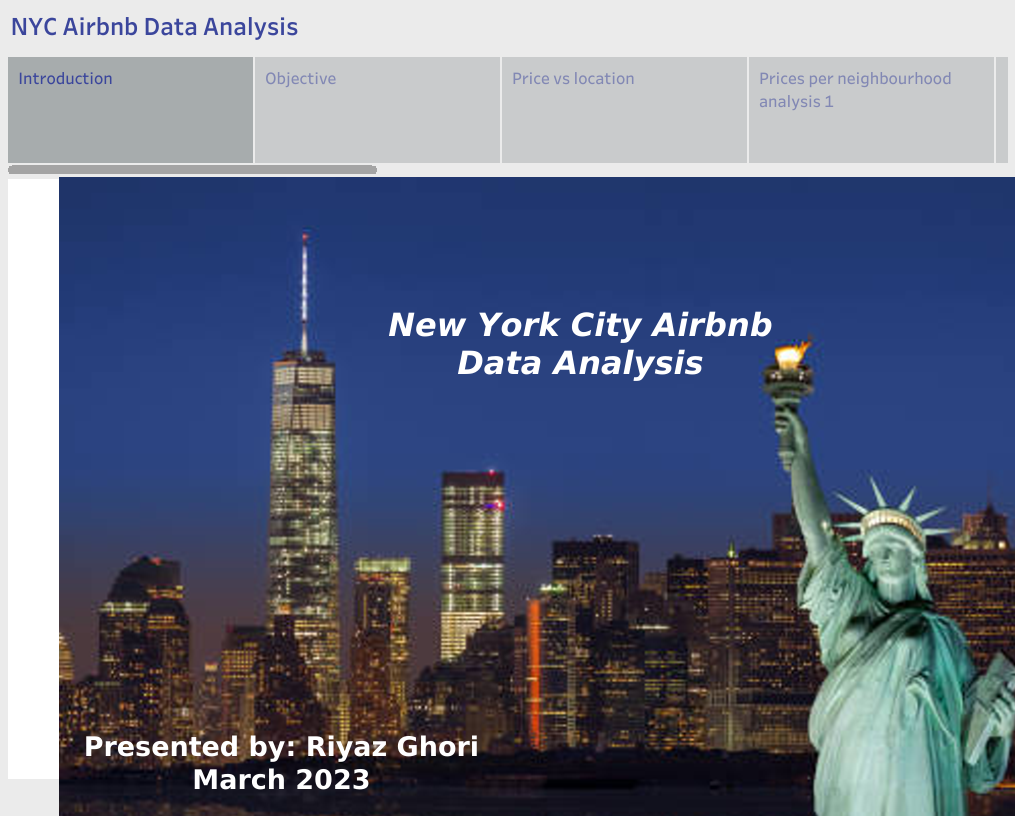 NYC Airbnb Data Analysis
Introduction
Objective
Price vs location
Prices per neighbourhood
analysis 1
New York City Airbnb
Data Analysis
Presented by: Riyaz Ghori
March 2023